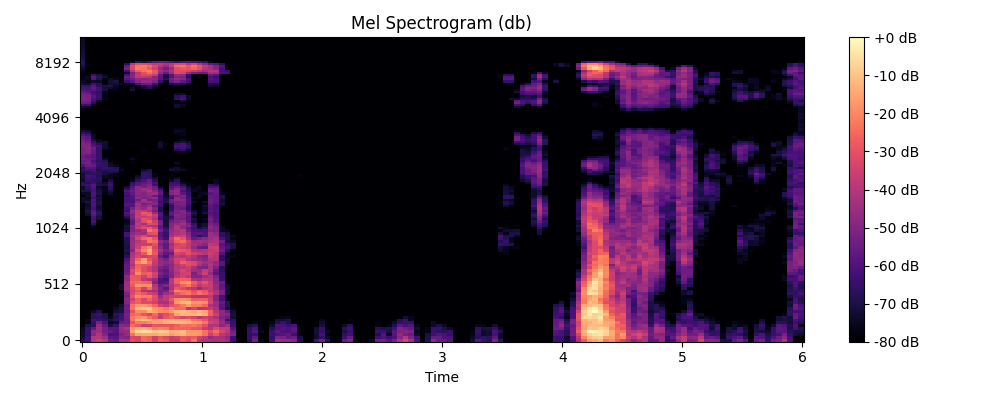 Mel Spectrogram (db)
Hz
8192
4096
2048
1024
512
0
0 1 2 3 4 5 6
Time
+0 dB
-10 dB
-20 dB
-30 dB
-40 dB
-50 dB
-60 dB
-70 dB
-80 dB